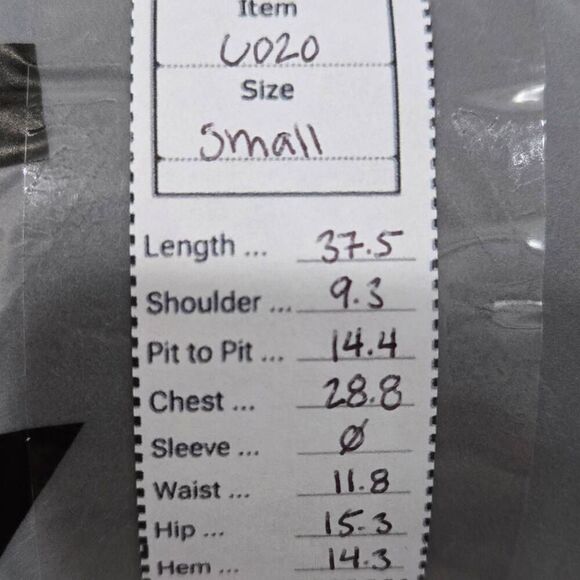 Item
U020
Size
Small
Length ... 37.5
Shoulder ... 9.3
Pit to Pit ... 14.4
Chest ... 28.8
Sleeve ... Ø
Waist ... 11.8
Hip ... 15.3
Hem ... 14.3